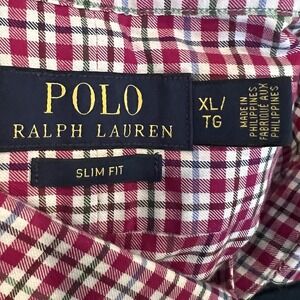 POLO
RALPH LAUREN
SLIM FIT
XL/
TG
MADE IN
PHILIPPINES
FABRIQUÉ AUX
PHILIPPINES